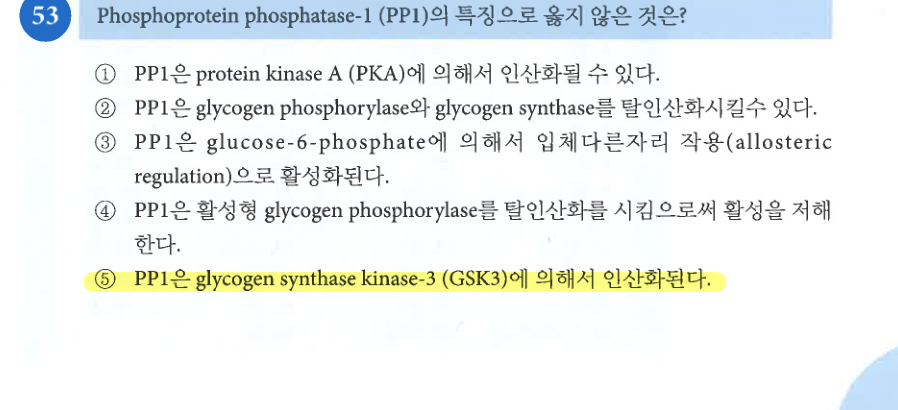 53 Phosphoprotein phosphatase-1 (PP1)의 특징으로 옳지 않은 것은?
① PP1은 protein kinase A (PKA)에 의해서 인산화될 수 있다.
② PP1은 glycogen phosphorylase와 glycogen synthase를 탈인산화시킬수 있다.
③ PP1은 glucose-6-phosphate에 의해서 입체다른자리 작용(allosteric
regulation)으로 활성화된다.
④ PP1은 활성형 glycogen phosphorylase를 탈인산화를 시킴으로써 활성을 저해
한다.
⑤ PP1은 glycogen synthase kinase-3 (GSK3)에 의해서 인산화된다.